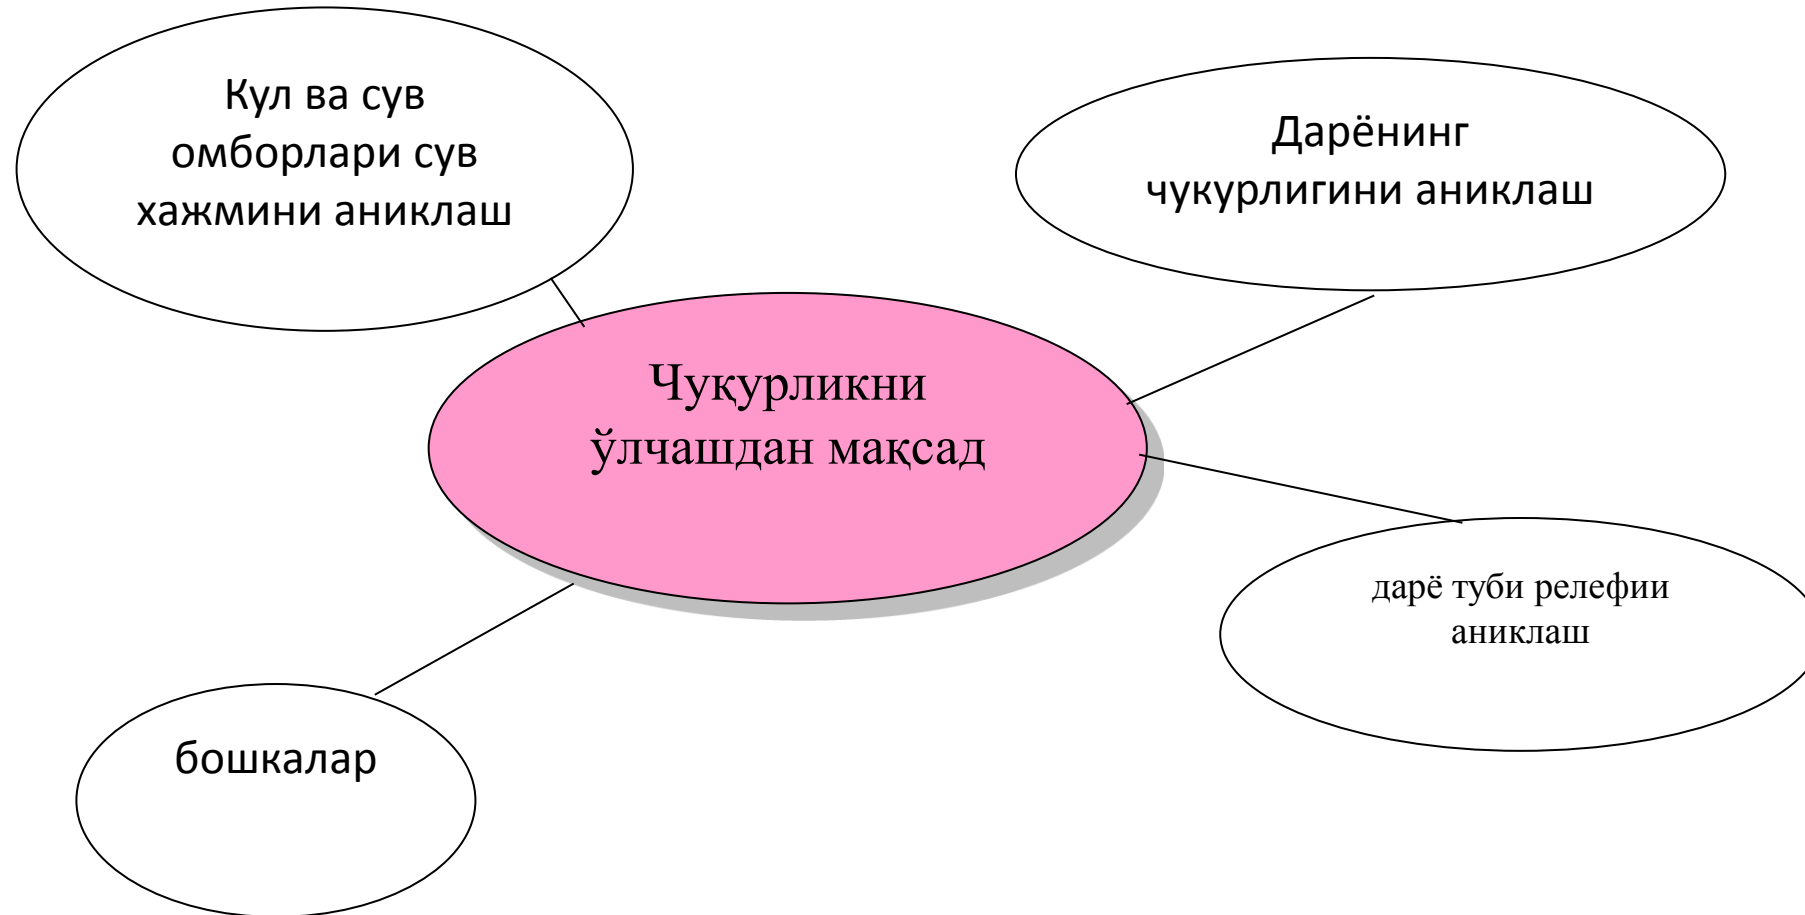 Кул ва сув
омборлари сув
хажмини аниклаш
Дарёнинг
чукурлигини аниклаш
Чуқурликни
ўлчашдан мақсад
дарё туби релефии
аниклаш
бошкалар